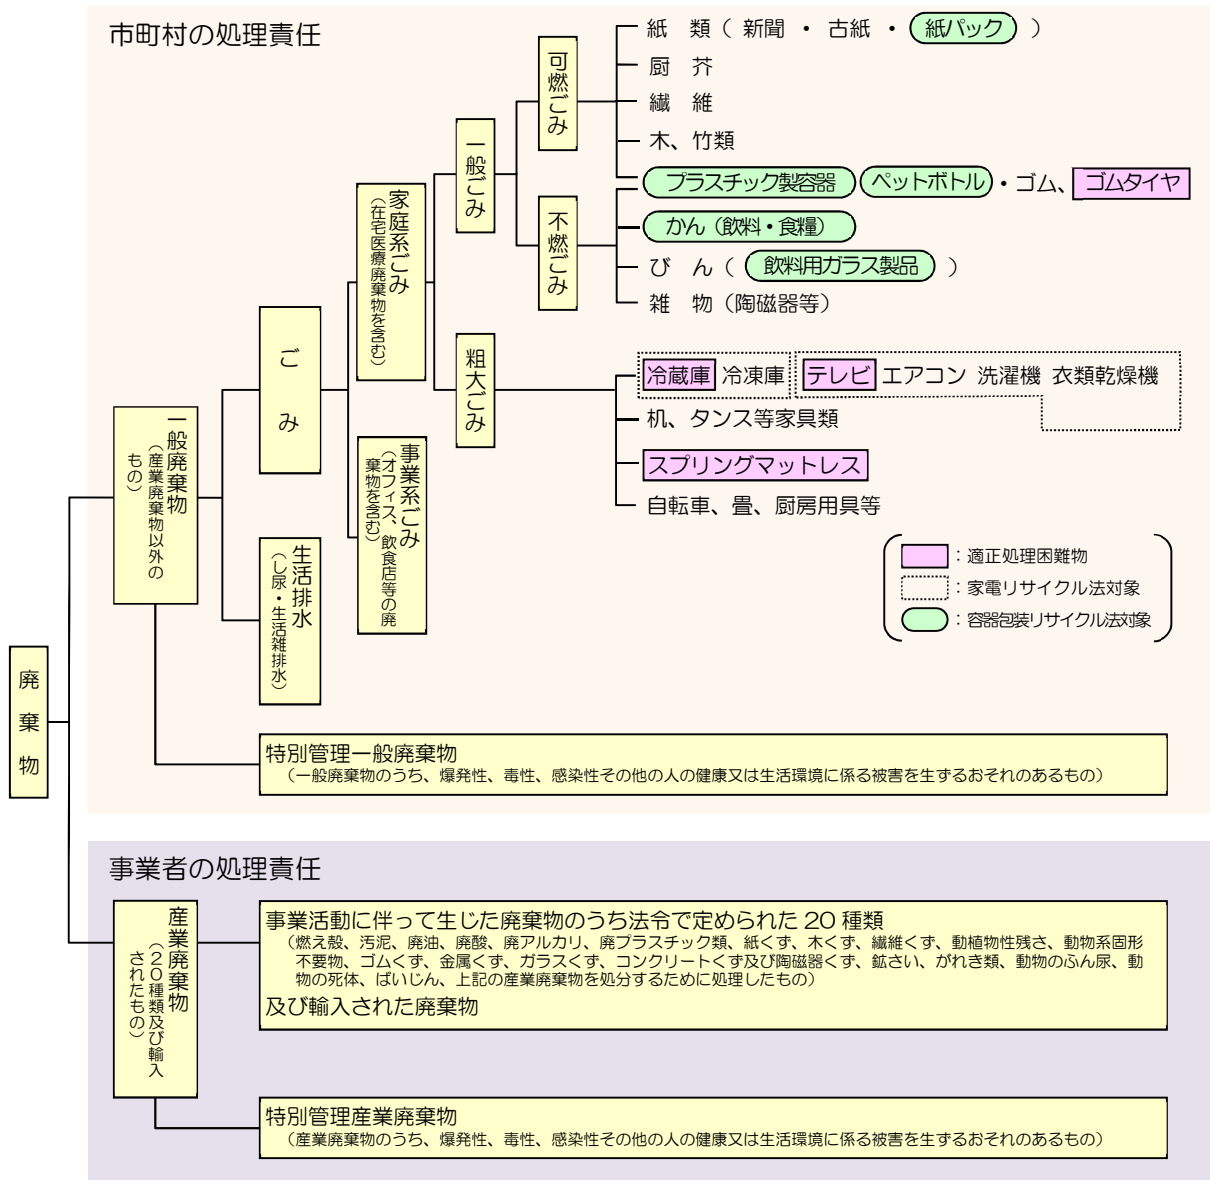 市町村の処理責任
廃棄物
一般廃棄物
（産業廃棄物以外の
もの）
ごみ
生活排水
（し尿・生活雑排水）
家庭系ごみ
（在宅医療廃棄物を含む）
事業系ごみ
（オフィス、飲食店等の廃
棄物を含む）
一般ごみ
粗大ごみ
可燃ごみ
不燃ごみ
紙 類（ 新聞 ・ 古紙 ・ 紙パック ）
厨 芥
繊 維
木、竹類
プラスチック製容器 ペットボトル ・ゴム、 ゴムタイヤ
かん（飲料・食糧）
び ん（ 飲料用ガラス製品 ）
雑 物（陶磁器等）
冷蔵庫 冷凍庫 テレビ エアコン 洗濯機 衣類乾燥機
机、タンス等家具類
スプリングマットレス
自転車、畳、厨房用具等
：適正処理困難物
：家電リサイクル法対象
：容器包装リサイクル法対象
特別管理一般廃棄物
（一般廃棄物のうち、爆発性、毒性、感染性その他の人の健康又は生活環境に係る被害を生ずるおそれのあるもの）
事業者の処理責任
産業廃棄物
（20種類及び輸入
されたもの）
事業活動に伴って生じた廃棄物のうち法令で定められた 20 種類
（燃え殻、汚泥、廃油、廃酸、廃アルカリ、廃プラスチック類、紙くず、木くず、繊維くず、動植物性残さ、動物系固形
不要物、ゴムくず、金属くず、ガラスくず、コンクリートくず及び陶磁器くず、鉱さい、がれき類、動物のふん尿、動
物の死体、ばいじん、上記の産業廃棄物を処分するために処理したもの）
及び輸入された廃棄物
特別管理産業廃棄物
（産業廃棄物のうち、爆発性、毒性、感染性その他の人の健康又は生活環境に係る被害を生ずるおそれのあるもの）